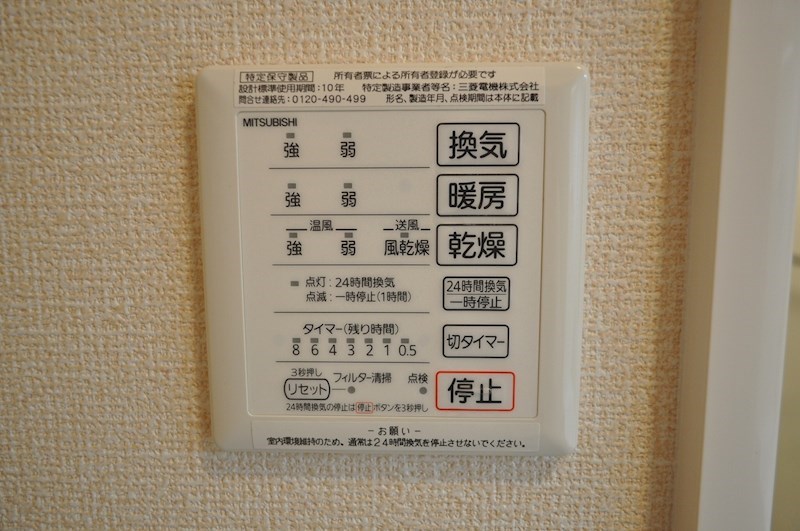 特定保守製品 所有者票による所有者登録が必要です
設計標準使用期間：10年 特定製造事業者等名：三菱電機株式会社
問合せ連絡先：0120-490-499 形名、製造年月、点検期間は本体に記載
MITSUBISHI
強 弱 換気
強 弱 暖房
温風 送風
強 弱 風乾燥 乾燥
点灯：24時間換気
点滅：一時停止(1時間)
24時間換気
一時停止
タイマー(残り時間)
8 6 4 3 2 1 0.5
切タイマー
3秒押し
リセット フィルター清掃 点検
停止
24時間換気の停止は停止ボタンを3秒押し
－お願い－
室内環境維持のため、通常は24時間換気を停止させないでください。